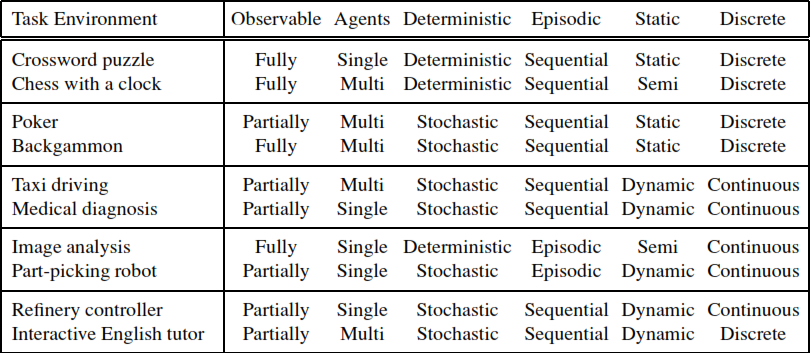 Task Environment Observable Agents Deterministic Episodic Static Discrete
Crossword puzzle Fully Single Deterministic Sequential Static Discrete
Chess with a clock Fully Multi Deterministic Sequential Semi Discrete
Poker Partially Multi Stochastic Sequential Static Discrete
Backgammon Fully Multi Stochastic Sequential Static Discrete
Taxi driving Partially Multi Stochastic Sequential Dynamic Continuous
Medical diagnosis Partially Single Stochastic Sequential Dynamic Continuous
Image analysis Fully Single Deterministic Episodic Semi Continuous
Part-picking robot Partially Single Stochastic Episodic Dynamic Continuous
Refinery controller Partially Single Stochastic Sequential Dynamic Continuous
Interactive English tutor Partially Multi Stochastic Sequential Dynamic Discrete